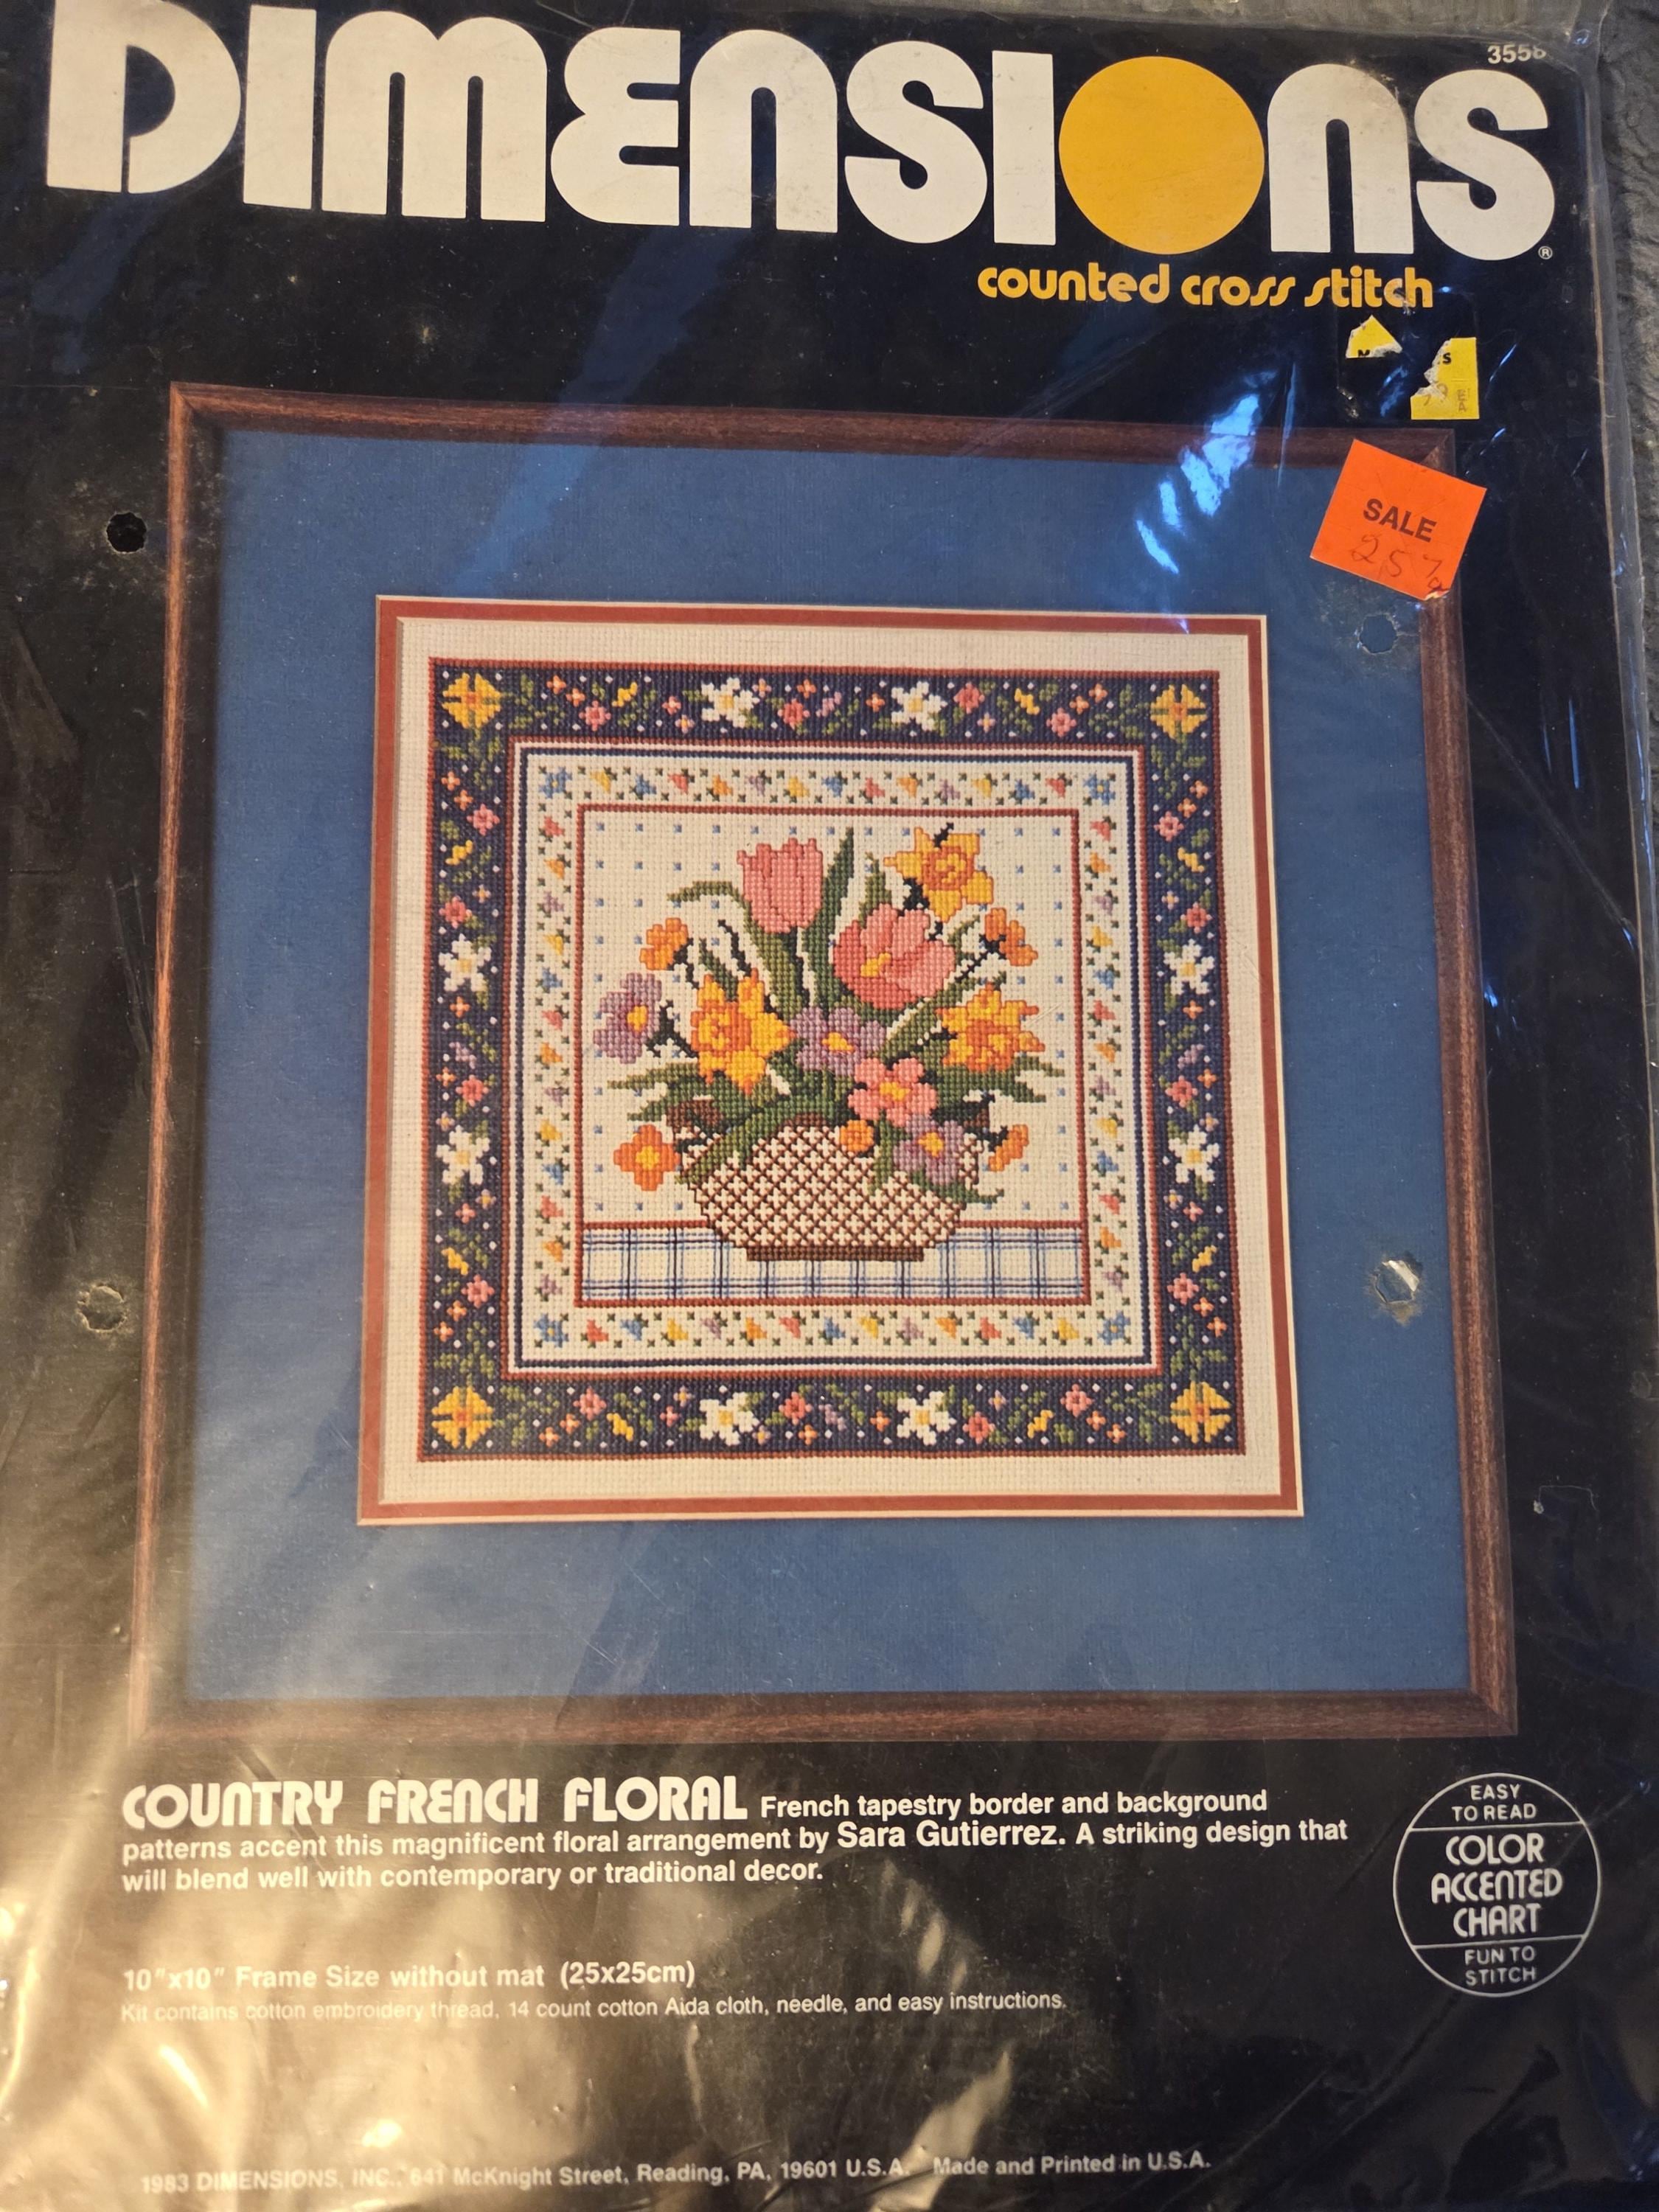 DIMENSIONS®
counted cross stitch
SALE
25%
COUNTRY FRENCH FLORAL French tapestry border and background
patterns accent this magnificent floral arrangement by Sara Gutierrez. A striking design that
will blend well with contemporary or traditional decor.
EASY
TO READ
COLOR
ACCENTED
CHART
FUN TO
STITCH
10"x10" Frame Size without mat (25x25cm)
Kit contains cotton embroidery thread, 14 count cotton Aida cloth, needle, and easy instructions.
1983 DIMENSIONS, INC., 641 McKnight Street, Reading, PA, 19601 U.S.A. Made and Printed in U.S.A.